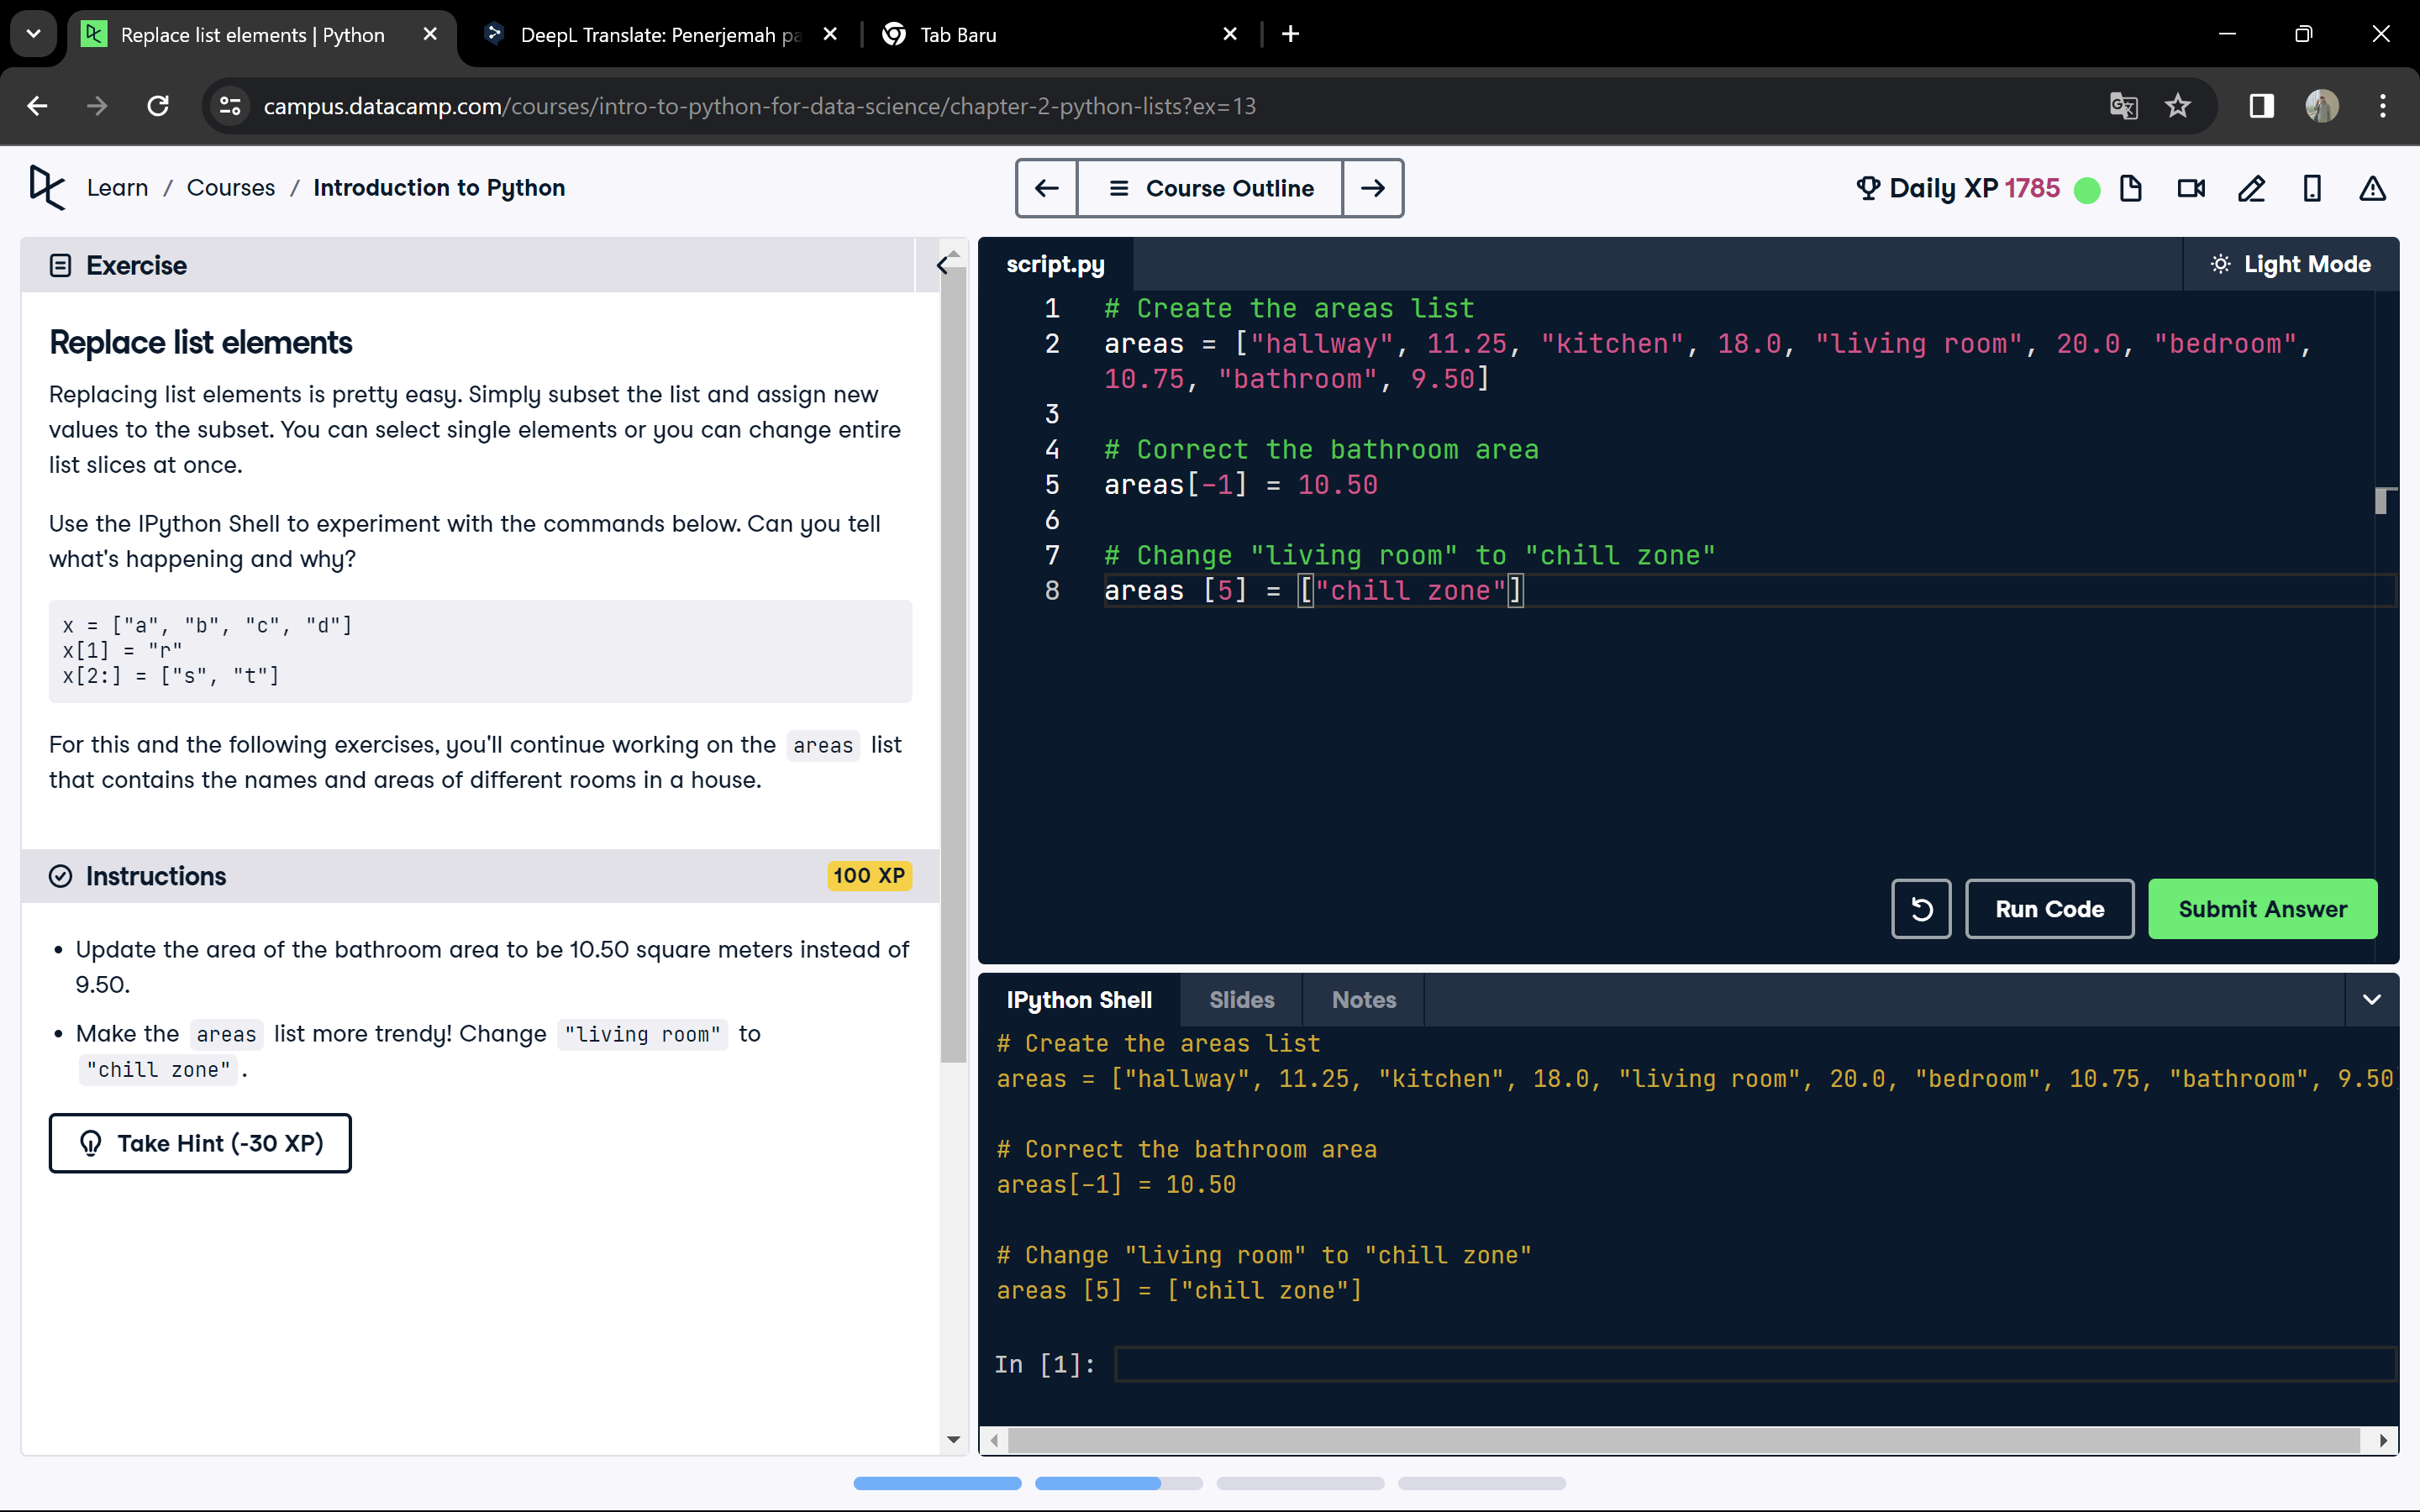 Replace list elements | Python
DeepL Translate: Penerjemah pa
Tab Baru
campus.datacamp.com/courses/intro-to-python-for-data-science/chapter-2-python-lists?ex=13
Learn / Courses / Introduction to Python
Course Outline
Daily XP 1785
Exercise
Replace list elements
Replacing list elements is pretty easy. Simply subset the list and assign new
values to the subset. You can select single elements or you can change entire
list slices at once.
Use the IPython Shell to experiment with the commands below. Can you tell
what's happening and why?
x = ["a", "b", "c", "d"]
x[1] = "r"
x[2:] = ["s", "t"]
For this and the following exercises, you'll continue working on the areas list
that contains the names and areas of different rooms in a house.
Instructions
100 XP
• Update the area of the bathroom area to be 10.50 square meters instead of
9.50.
• Make the areas list more trendy! Change "living room" to
"chill zone".
Take Hint (-30 XP)
script.py
Light Mode
1 # Create the areas list
2 areas = ["hallway", 11.25, "kitchen", 18.0, "living room", 20.0, "bedroom",
10.75, "bathroom", 9.50]
3
4 # Correct the bathroom area
5 areas[-1] = 10.50
6
7 # Change "living room" to "chill zone"
8 areas [5] = ["chill zone"]
Run Code
Submit Answer
IPython Shell
Slides
Notes
# Create the areas list
areas = ["hallway", 11.25, "kitchen", 18.0, "living room", 20.0, "bedroom", 10.75, "bathroom", 9.50
# Correct the bathroom area
areas[-1] = 10.50
# Change "living room" to "chill zone"
areas [5] = ["chill zone"]
In [1]: